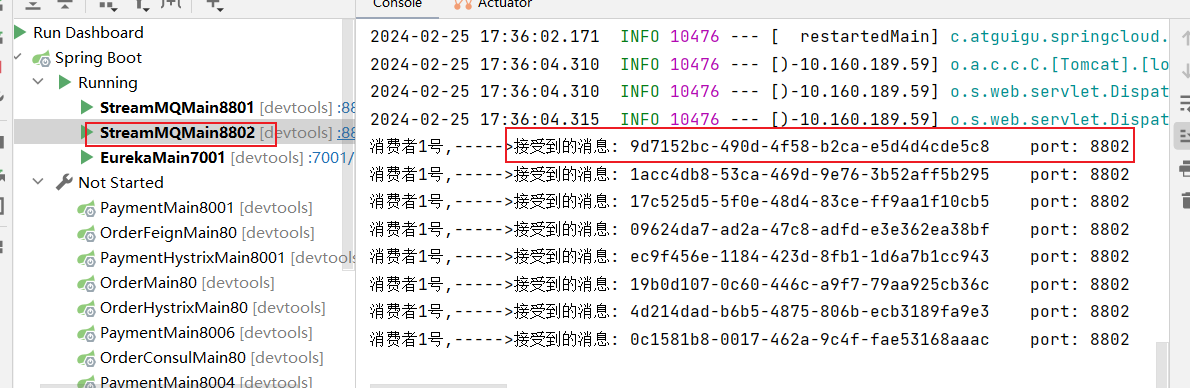 Console Actuator
Run Dashboard
Spring Boot
Running
StreamMQMain8801 [devtools] :88
StreamMQMain8802 [devtools] :88
EurekaMain7001 [devtools] :7001/
Not Started
PaymentMain8001 [devtools]
OrderFeignMain80 [devtools]
PaymentHystrixMain8001 [devtools
OrderMain80 [devtools]
OrderHystrixMain80 [devtools]
PaymentMain8006 [devtools]
OrderConsulMain80 [devtools]
PaymentMain8004 [devtools]
2024-02-25 17:36:02.171 INFO 10476 --- [ restartedMain] c.atguigu.springcloud.
2024-02-25 17:36:04.310 INFO 10476 --- [)-10.160.189.59] o.a.c.c.C.[Tomcat].[lo
2024-02-25 17:36:04.310 INFO 10476 --- [)-10.160.189.59] o.s.web.servlet.Dispat
2024-02-25 17:36:04.315 INFO 10476 --- [)-10.160.189.59] o.s.web.servlet.Dispat
消费者1号,----->接受到的消息: 9d7152bc-490d-4f58-b2ca-e5d4d4cde5c8 port: 8802
消费者1号,----->接受到的消息: 1acc4db8-53ca-469d-9e76-3b52aff5b295 port: 8802
消费者1号,----->接受到的消息: 17c525d5-5f0e-48d4-83ce-ff9aa1f10cb5 port: 8802
消费者1号,----->接受到的消息: 09624da7-ad2a-47c8-adfd-e3e362ea38bf port: 8802
消费者1号,----->接受到的消息: ec9f456e-1184-423d-8fb1-1d6a7b1cc943 port: 8802
消费者1号,----->接受到的消息: 19b0d107-0c60-446c-a9f7-79aa925cb36c port: 8802
消费者1号,----->接受到的消息: 4d214dad-b6b5-4875-806b-ecb3189fa9e3 port: 8802
消费者1号,----->接受到的消息: 0c1581b8-0017-462a-9c4f-fae53168aaac port: 8802